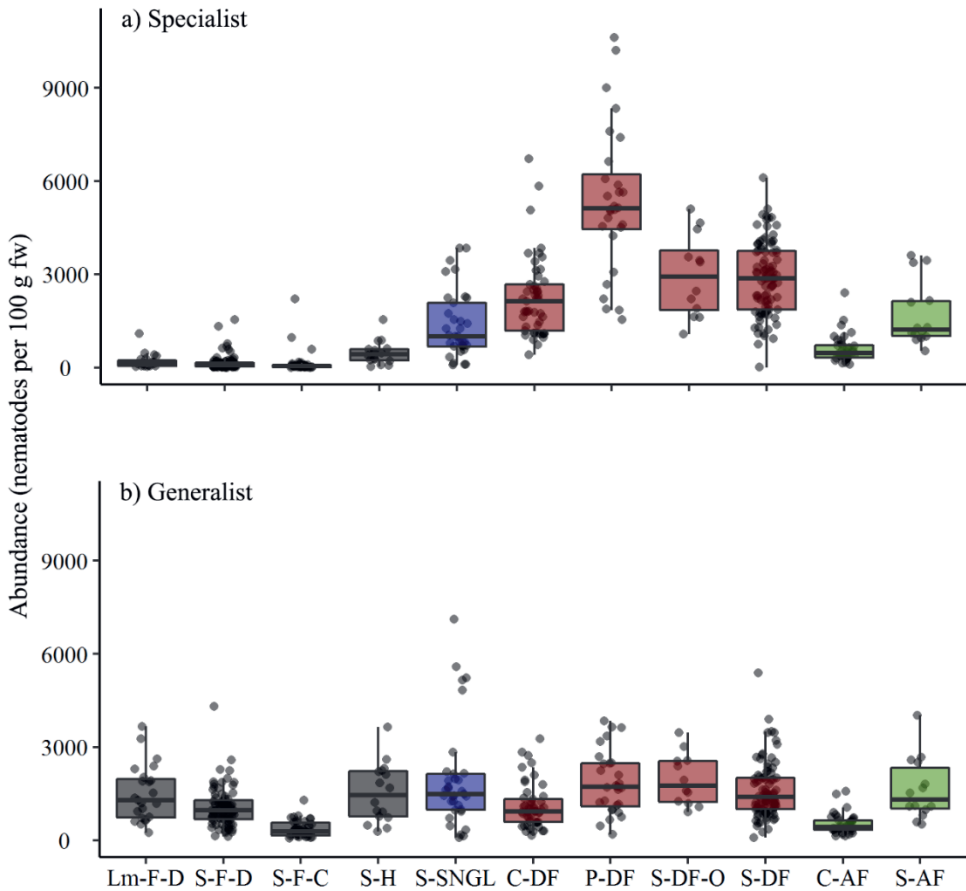 a) Specialist
9000
6000
3000
0
Abundance (nematodes per 100 g fw)
b) Generalist
9000
6000
3000
0
Lm-F-D S-F-D S-F-C S-H S-SNGL C-DF P-DF S-DF-O S-DF C-AF S-AF